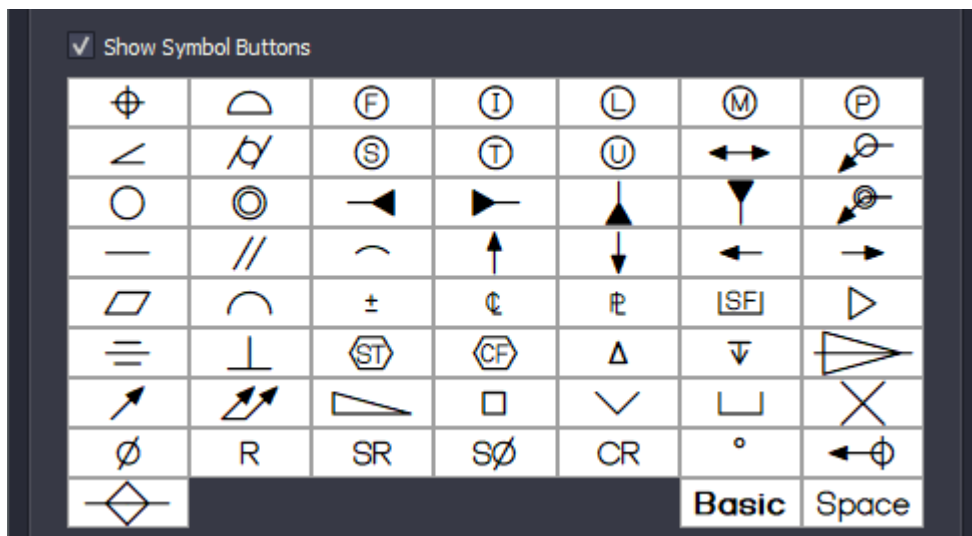 Show Symbol Buttons
⌖ ⌓ Ⓕ Ⓘ Ⓛ Ⓜ Ⓟ
∠ ⌭ Ⓢ Ⓣ Ⓤ ↔
○ ◎
— // ⌒ ↑ ↓ ← →
▱ ⌒ ± ℄ ⅊ SF ▷
⌯ ⊥ ST CF Δ ↧
↗ ⌰ ⌳ □ ⌵ ⌴ ╳
Ø R SR SØ CR °
Basic Space